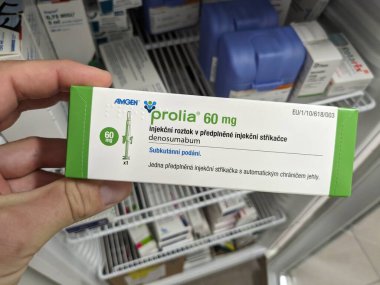 AMGEN
prolia® 60 mg
EU/1/10/618/003
injekční roztok v předplněné injekční stříkačce
denosumabum
Subkutánní podání.
60
mg
x1
Jedna předplněná injekční stříkačka s automatickým chráničem jehly.
AMGEN